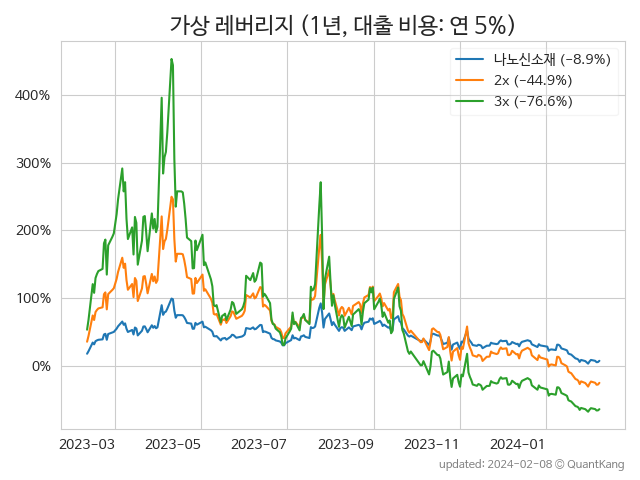 가상 레버리지 (1년, 대출 비용: 연 5%)
나노신소재 (−8.9%)
2x (−44.9%)
3x (−76.6%)
400%
300%
200%
100%
0%
2023−03 2023−05 2023−07 2023−09 2023−11 2024−01
updated: 2024-02-08 © QuantKang